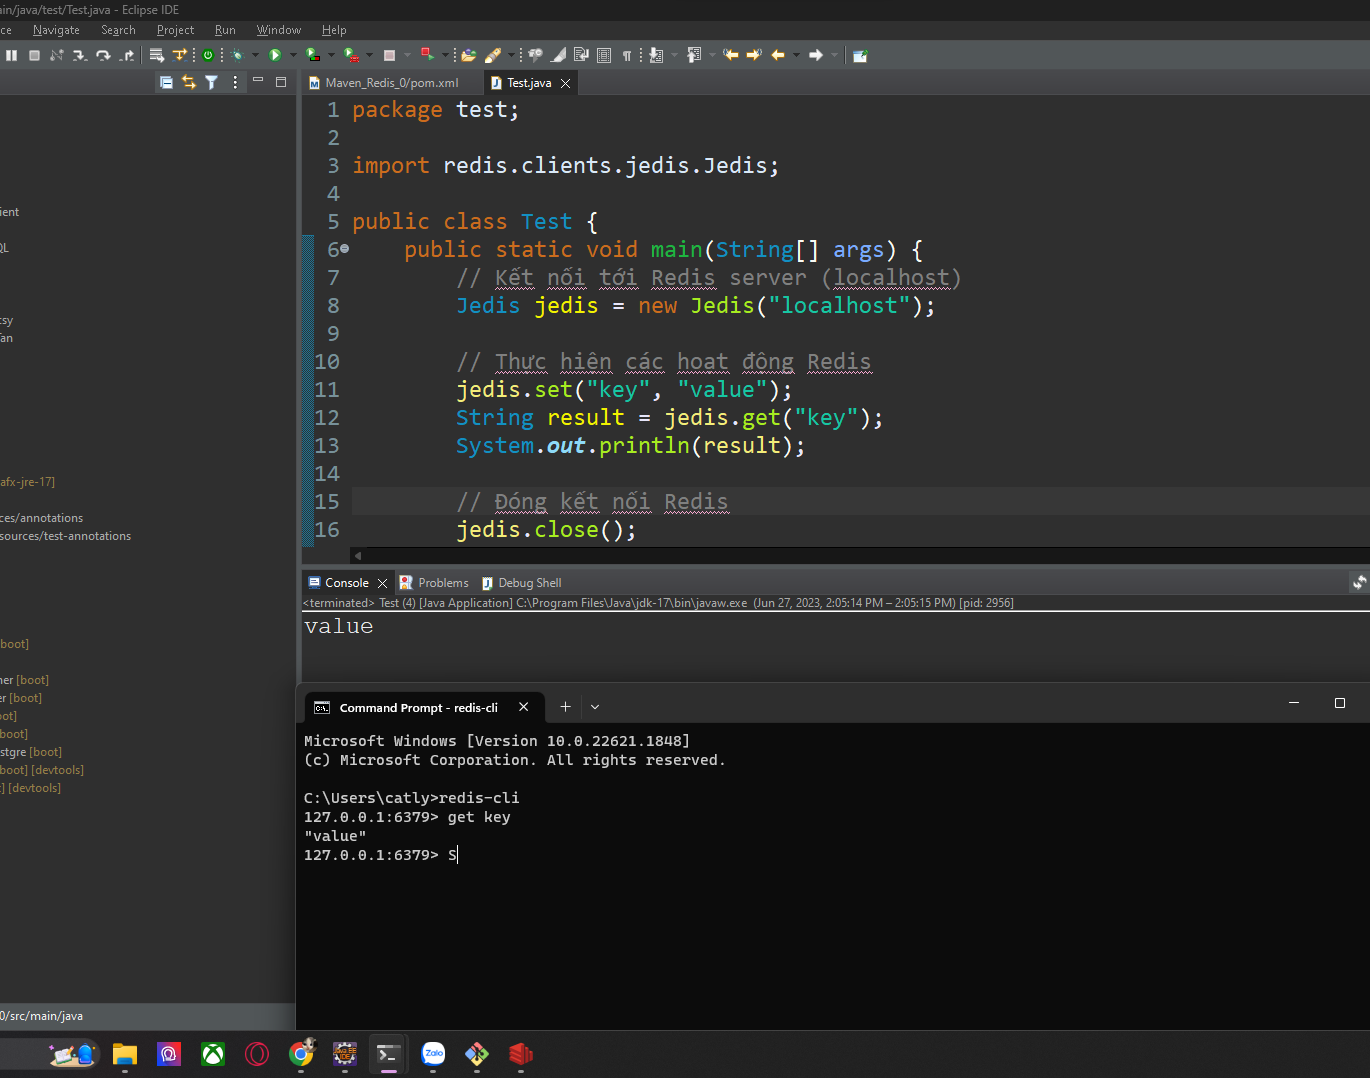 ain/java/test/Test.java - Eclipse IDE
ce Navigate Search Project Run Window Help
Maven_Redis_0/pom.xml Test.java
1 package test;
2
3 import redis.clients.jedis.Jedis;
4
5 public class Test {
6 public static void main(String[] args) {
7 // Kết nối tới Redis server (localhost)
8 Jedis jedis = new Jedis("localhost");
9
10 // Thực hiện các hoạt động Redis
11 jedis.set("key", "value");
12 String result = jedis.get("key");
13 System.out.println(result);
14
15 // Đóng kết nối Redis
16 jedis.close();
ient
QL
tsy
Tan
afx-jre-17]
ces/annotations
sources/test-annotations
boot]
ner [boot]
er [boot]
oot]
boot]
stgre [boot]
boot] [devtools]
t] [devtools]
0/src/main/java
Console Problems Debug Shell
<terminated> Test (4) [Java Application] C:\Program Files\Java\jdk-17\bin\javaw.exe (Jun 27, 2023, 2:05:14 PM – 2:05:15 PM) [pid: 2956]
value
Command Prompt - redis-cli
Microsoft Windows [Version 10.0.22621.1848]
(c) Microsoft Corporation. All rights reserved.
C:\Users\catly>redis-cli
127.0.0.1:6379> get key
"value"
127.0.0.1:6379> S
Zalo